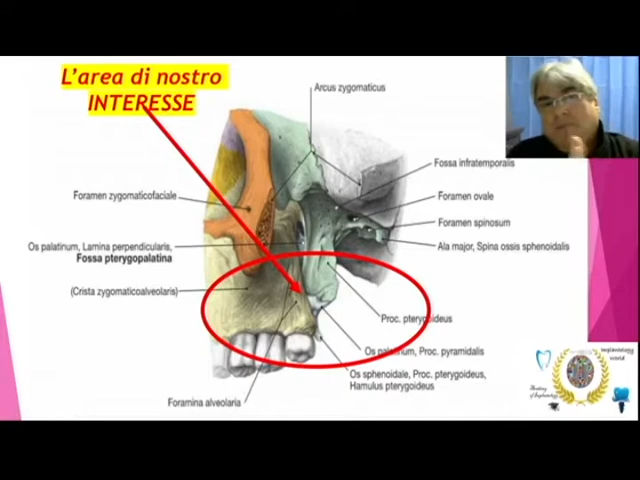 L’area di nostro
INTERESSE
Arcus zygomaticus
Fossa infratemporalis
Foramen zygomaticofaciale
Foramen ovale
Foramen spinosum
Os palatinum, Lamina perpendicularis,
Fossa pterygopalatina
Ala major, Spina ossis sphenoidalis
(Crista zygomaticoalveolaris)
Proc. pterygoideus
Os palatinum, Proc. pyramidalis
Os sphenoidale, Proc. pterygoideus,
Hamulus pterygoideus
Foramina alveolaria
implantology
world